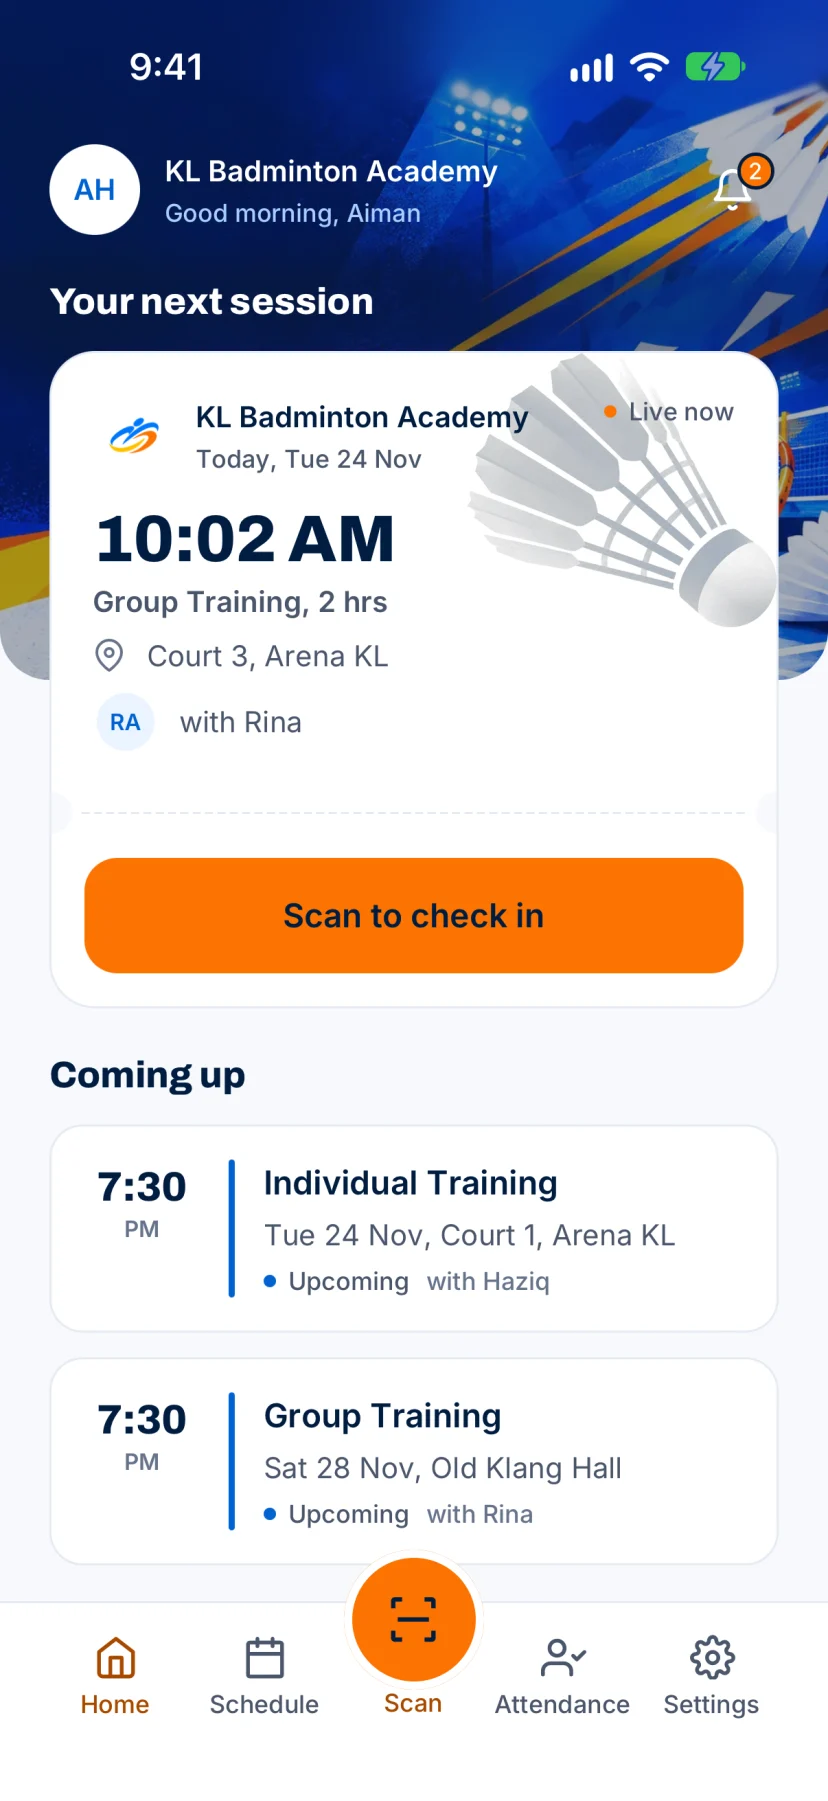 9:41
AH
KL Badminton Academy
Good morning, Aiman
2
Your next session
KL Badminton Academy
Live now
Today, Tue 24 Nov
10:02 AM
Group Training, 2 hrs
Court 3, Arena KL
RA
with Rina
Scan to check in
Coming up
7:30
PM
Individual Training
Tue 24 Nov, Court 1, Arena KL
Upcoming with Haziq
7:30
PM
Group Training
Sat 28 Nov, Old Klang Hall
Upcoming with Rina
Home
Schedule
Scan
Attendance
Settings